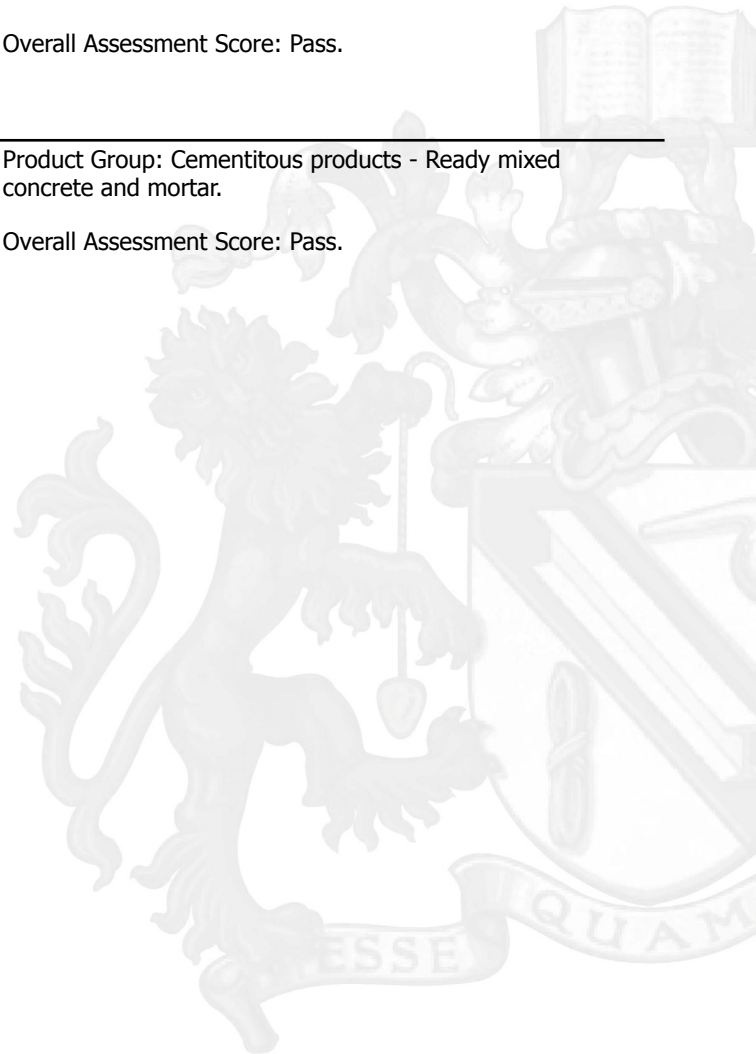 Overall Assessment Score: Pass.
Product Group: Cementitous products - Ready mixed
concrete and mortar.
Overall Assessment Score: Pass.
ESSE
QUAM